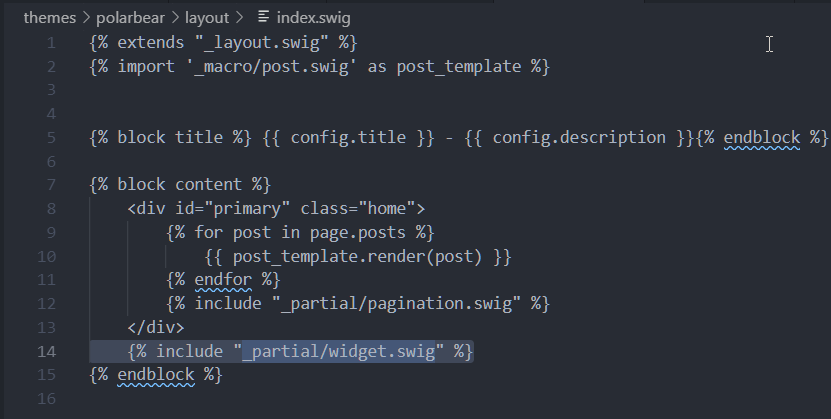 themes > polarbear > layout > index.swig
1 {% extends "_layout.swig" %}
2 {% import '_macro/post.swig' as post_template %}
3
4
5 {% block title %} {{ config.title }} - {{ config.description }}{% endblock %}
6
7 {% block content %}
8 <div id="primary" class="home">
9 {% for post in page.posts %}
10 {{ post_template.render(post) }}
11 {% endfor %}
12 {% include "_partial/pagination.swig" %}
13 </div>
14 {% include "_partial/widget.swig" %}
15 {% endblock %}
16